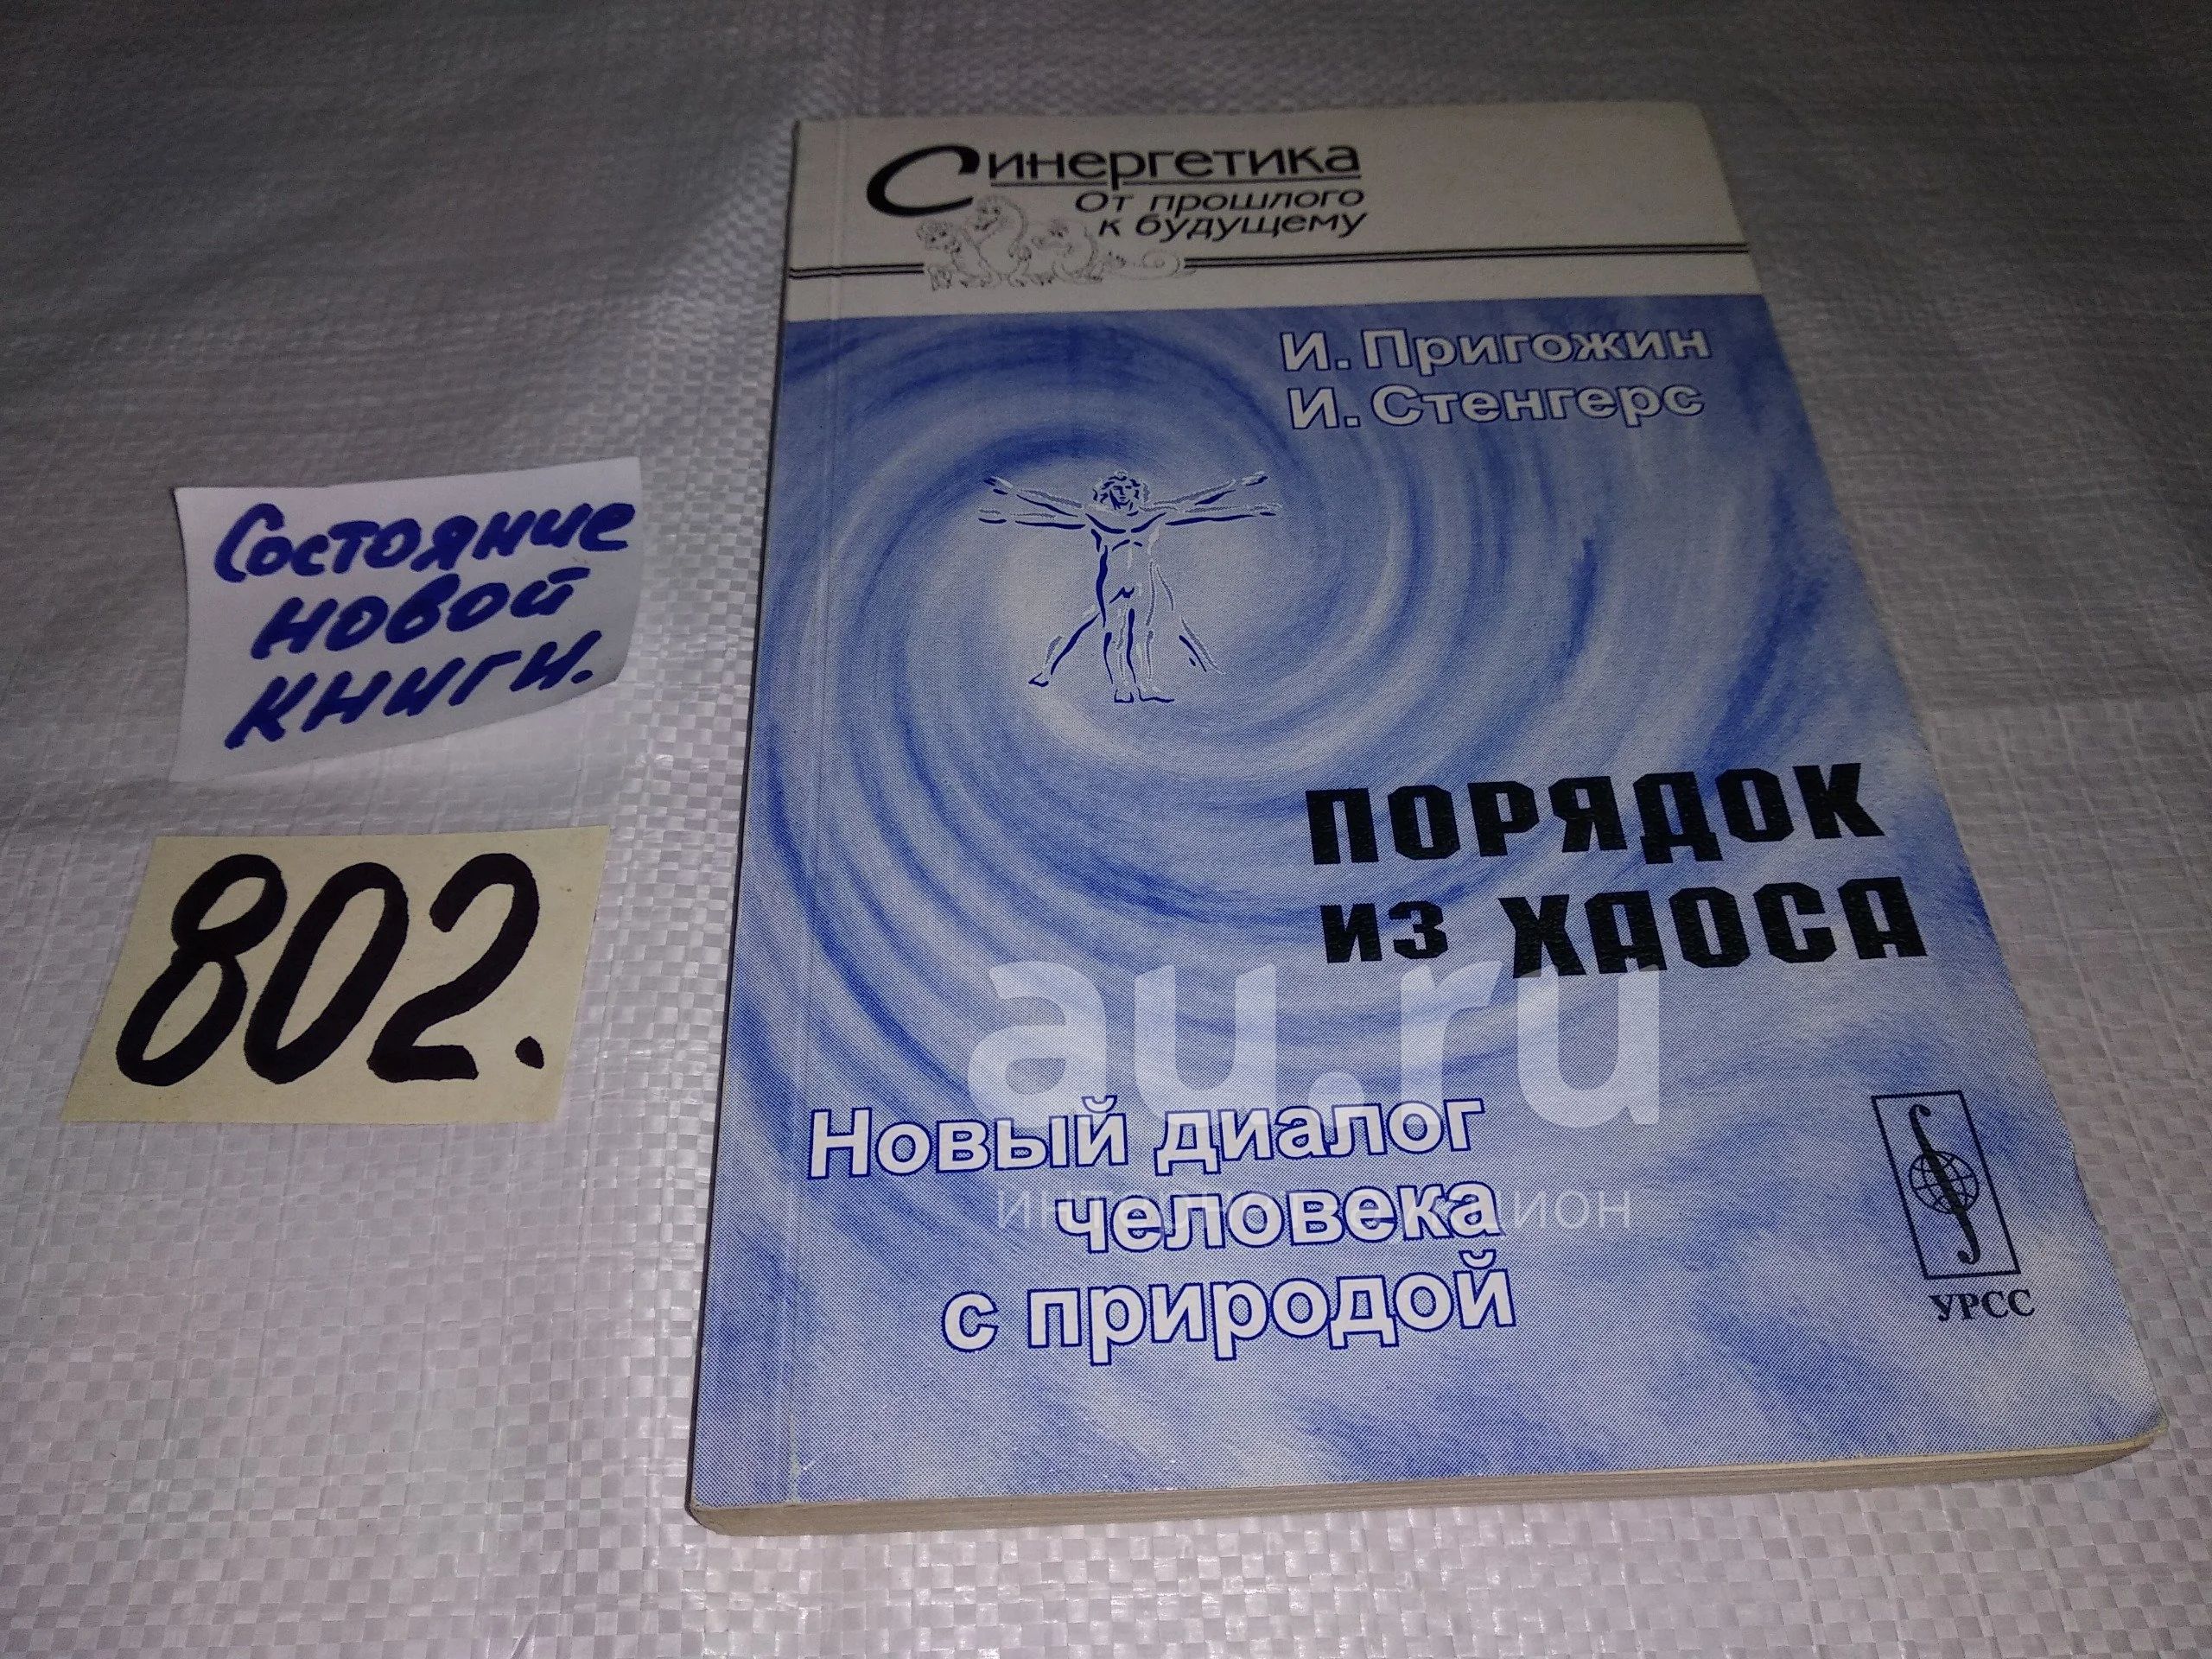 Синергетика
От прошлого
к будущему
И. Пригожин
И. Стенгерс
Состояние
новой
книги.
802.
ПОРЯДОК
ИЗ ХАОСА
au.ru
Новый диалог
человека
с природой
УРСС